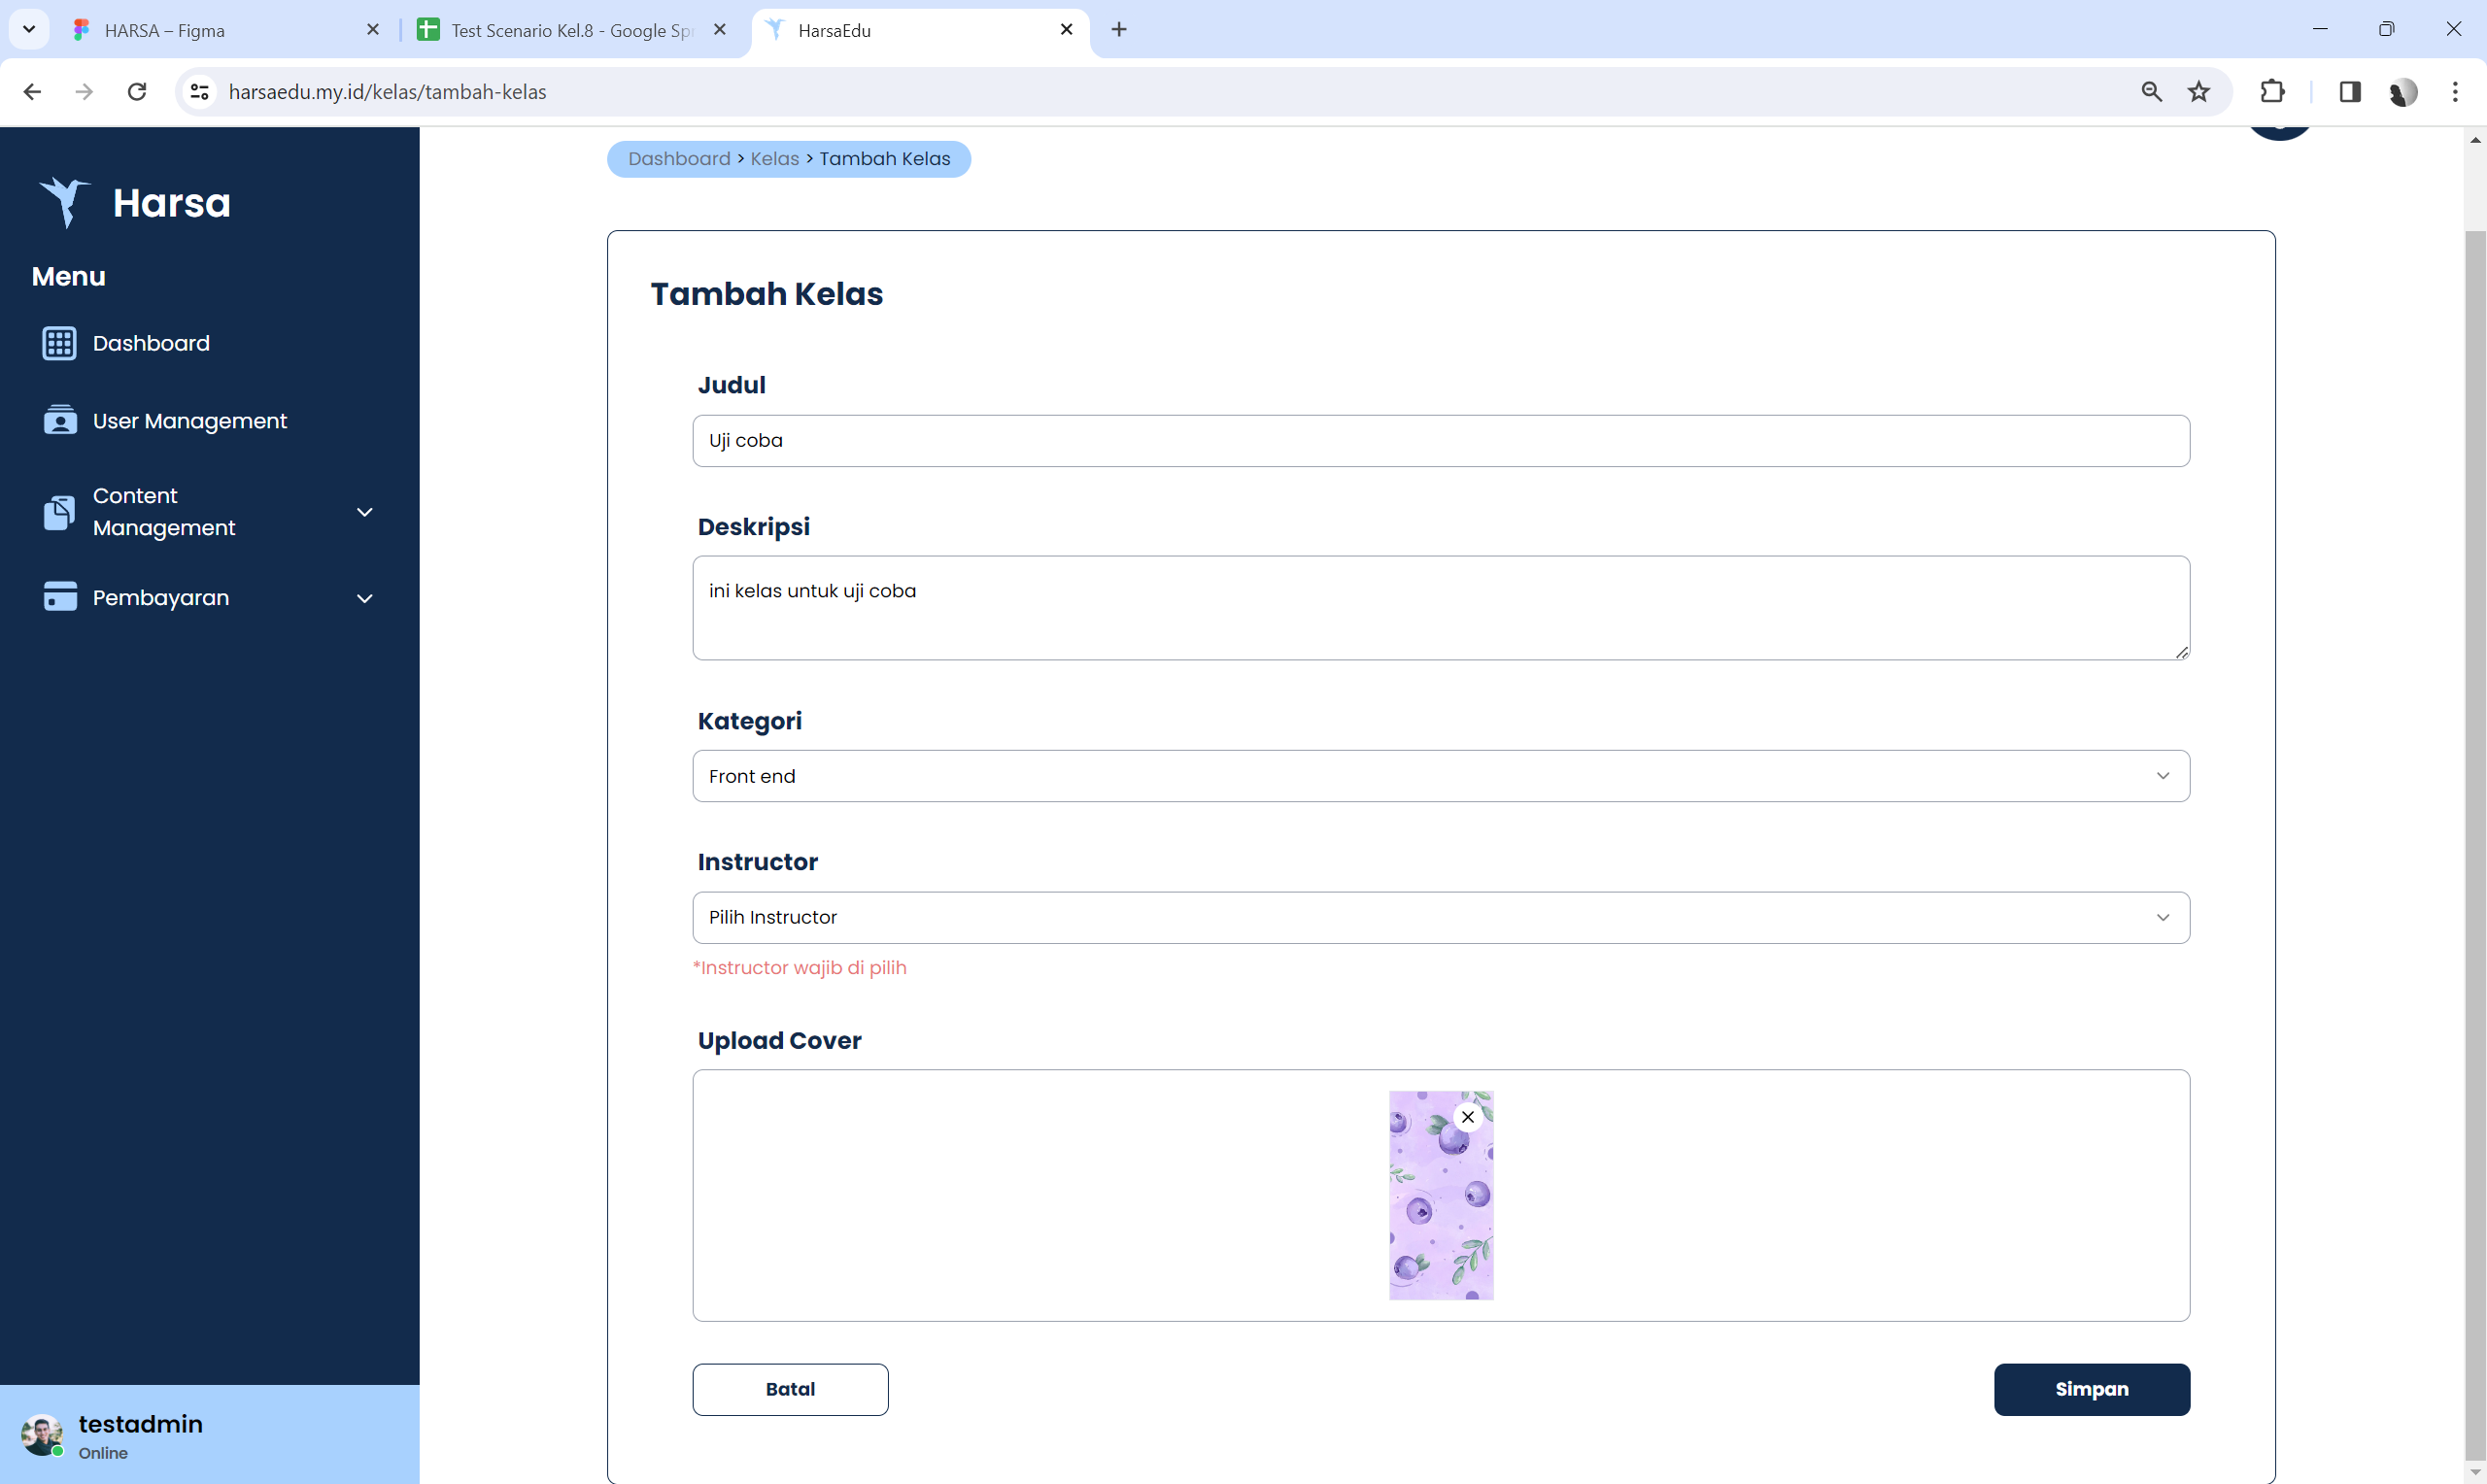 HARSA – Figma
Test Scenario Kel.8 - Google Spr
HarsaEdu
harsaedu.my.id/kelas/tambah-kelas
Harsa
Menu
Dashboard
User Management
Content
Management
Pembayaran
testadmin
Online
Dashboard > Kelas > Tambah Kelas
Tambah Kelas
Judul
Uji coba
Deskripsi
ini kelas untuk uji coba
Kategori
Front end
Instructor
Pilih Instructor
*Instructor wajib di pilih
Upload Cover
Batal
Simpan